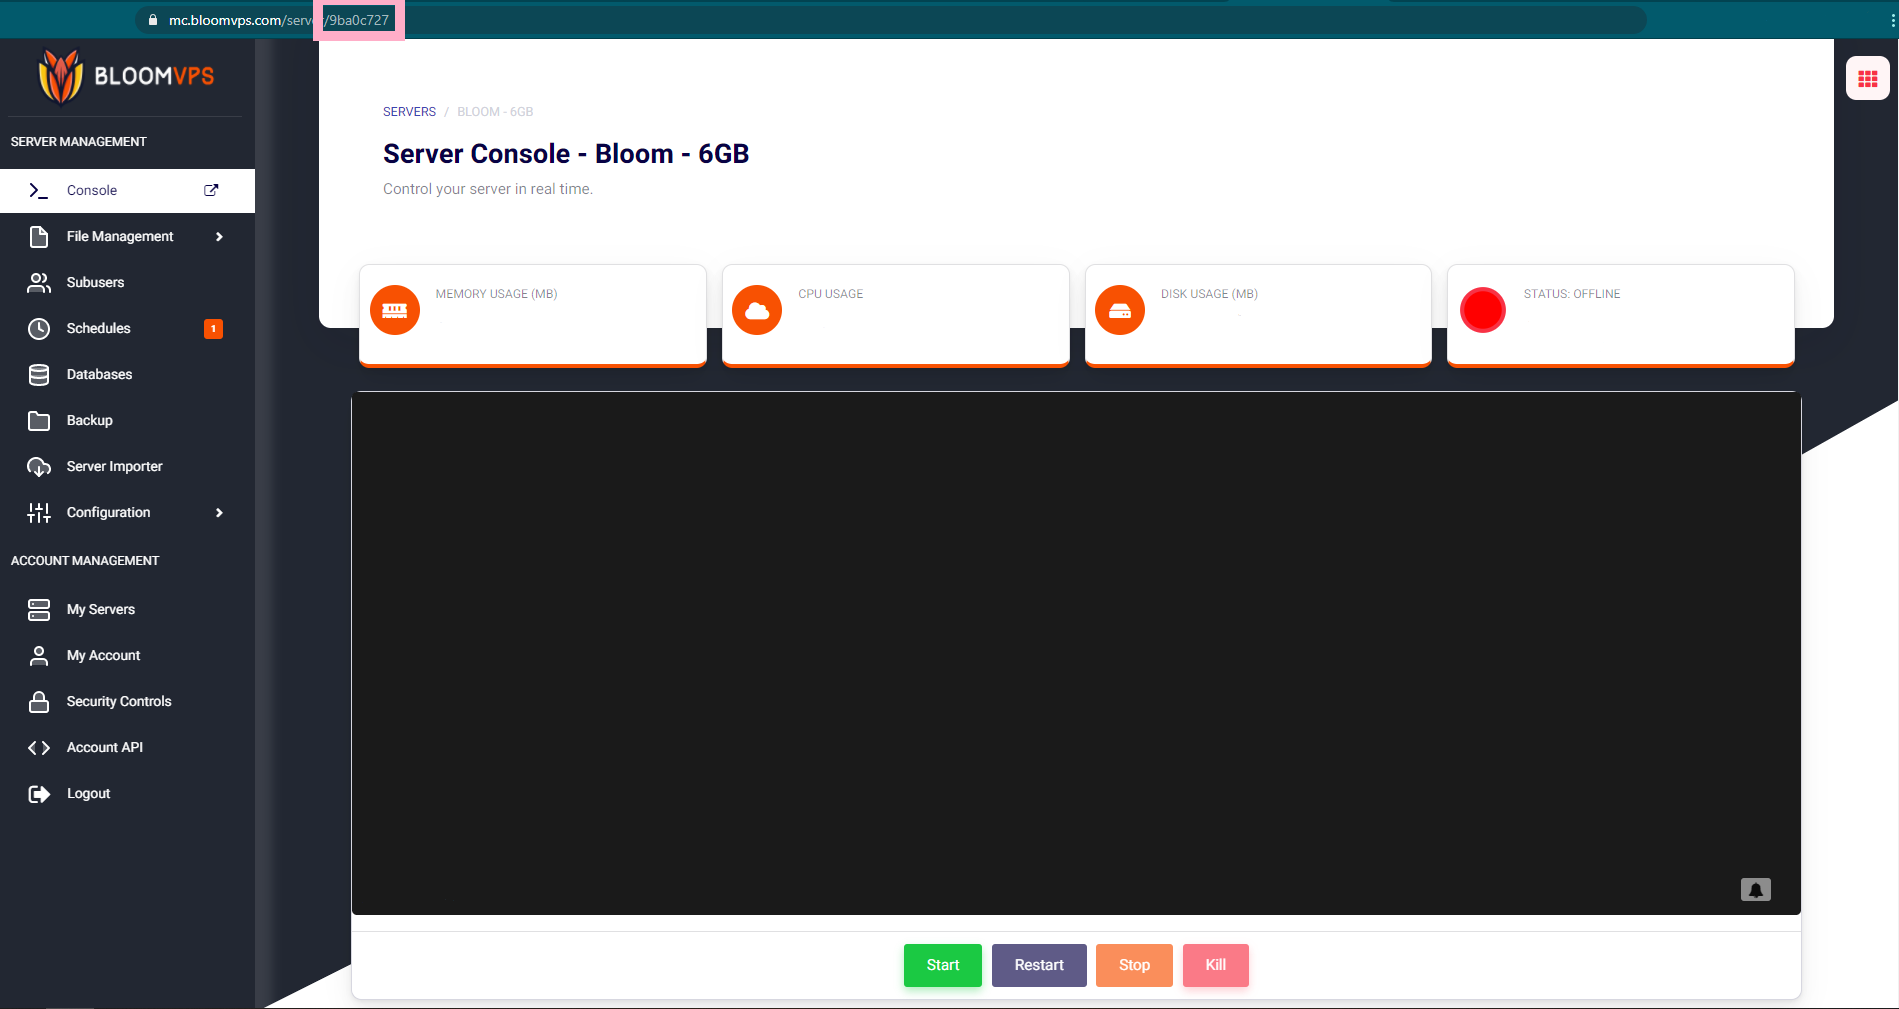 mc.bloomvps.com/server/9ba0c727
BLOOMVPS
SERVER MANAGEMENT
Console
File Management
Subusers
Schedules 1
Databases
Backup
Server Importer
Configuration
ACCOUNT MANAGEMENT
My Servers
My Account
Security Controls
Account API
Logout
SERVERS / BLOOM - 6GB
Server Console - Bloom - 6GB
Control your server in real time.
MEMORY USAGE (MB)
CPU USAGE
DISK USAGE (MB)
STATUS: OFFLINE
Start Restart Stop Kill